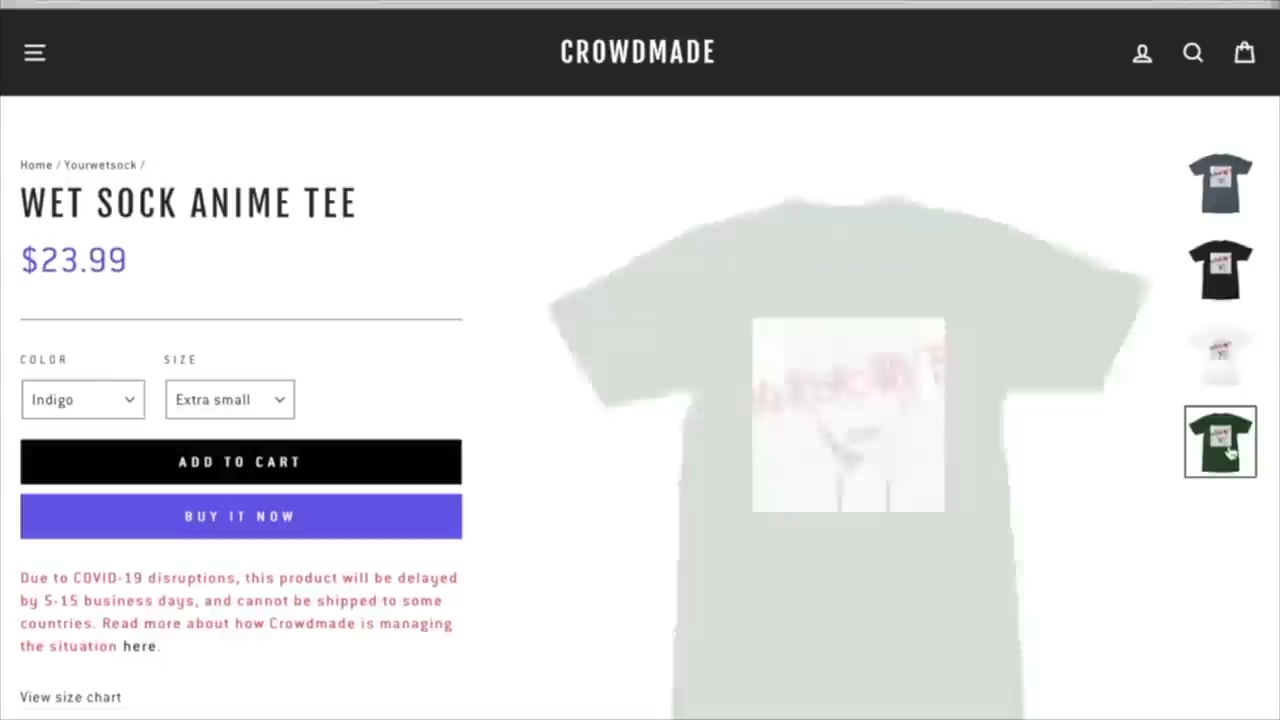 CROWDMADE
Home / Yourwetsock /
WET SOCK ANIME TEE
$23.99
COLOR SIZE
Indigo Extra small
ADD TO CART
BUY IT NOW
Due to COVID-19 disruptions, this product will be delayed
by 5-15 business days, and cannot be shipped to some
countries. Read more about how Crowdmade is managing
the situation here.
View size chart